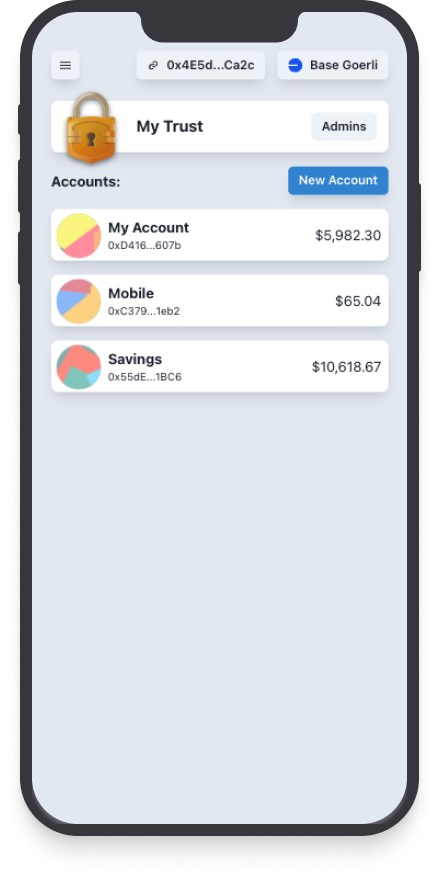 0x4E5d...Ca2c
Base Goerli
My Trust
Admins
Accounts:
New Account
My Account
$5,982.30
0xD416...607b
Mobile
$65.04
0xC379...1eb2
Savings
$10,618.67
0x55dE...1BC6